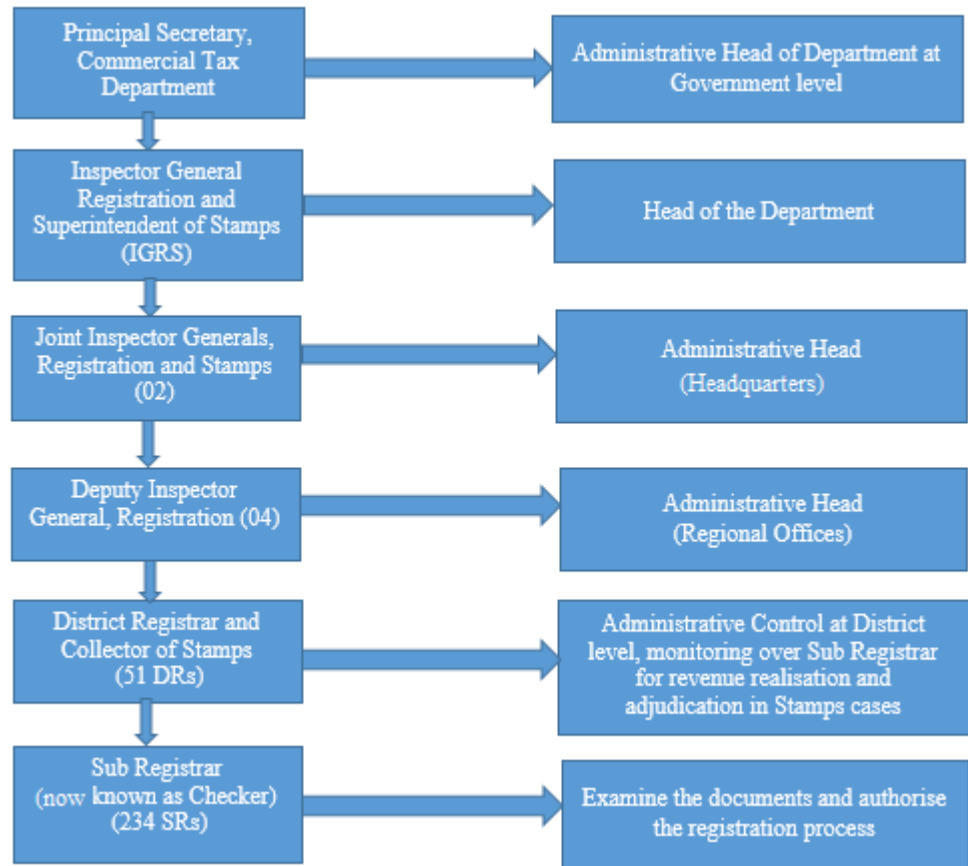 Principal Secretary,
Commercial Tax
Department
Administrative Head of Department at
Government level
Inspector General
Registration and
Superintendent of Stamps
(IGRS)
Head of the Department
Joint Inspector Generals,
Registration and Stamps
(02)
Administrative Head
(Headquarters)
Deputy Inspector
General, Registration (04)
Administrative Head
(Regional Offices)
District Registrar and
Collector of Stamps
(51 DRs)
Administrative Control at District
level, monitoring over Sub Registrar
for revenue realisation and
adjudication in Stamps cases
Sub Registrar
(now known as Checker)
(234 SRs)
Examine the documents and authorise
the registration process